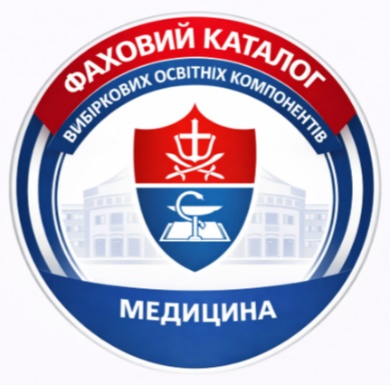 ФАХОВИЙ КАТАЛОГ
ВИБІРКОВИХ ОСВІТНІХ КОМПОНЕНТІВ
МЕДИЦИНА